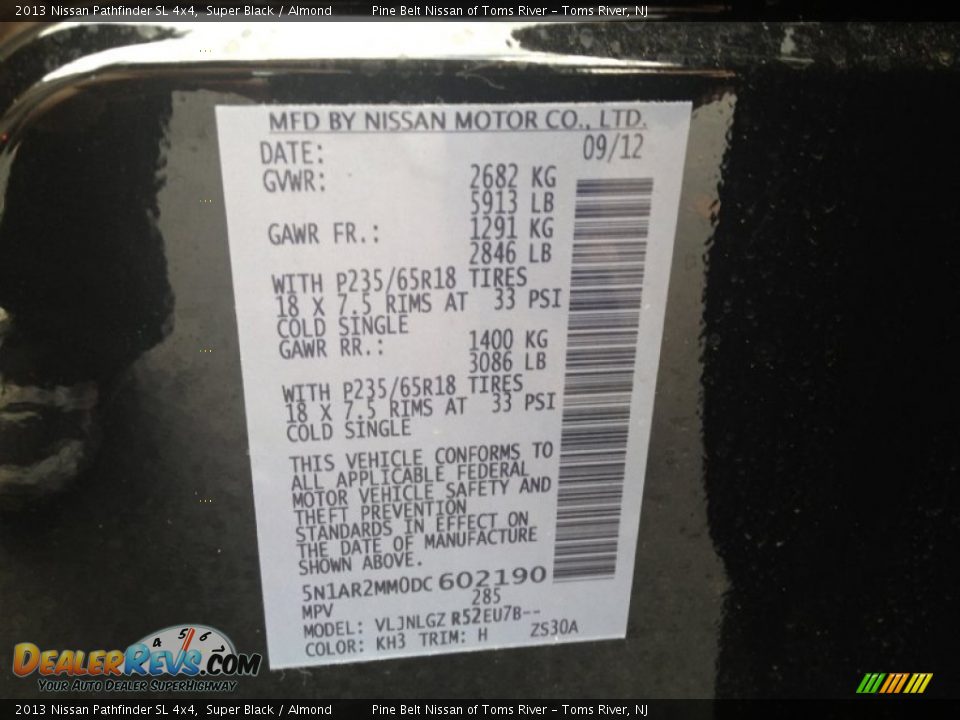 2013 Nissan Pathfinder SL 4x4, Super Black / Almond Pine Belt Nissan of Toms River - Toms River, NJ
MFD BY NISSAN MOTOR CO., LTD.
DATE: 09/12
GVWR: 2682 KG
5913 LB
GAWR FR.: 1291 KG
2846 LB
WITH P235/65R18 TIRES
18 X 7.5 RIMS AT 33 PSI
COLD SINGLE
GAWR RR.: 1400 KG
3086 LB
WITH P235/65R18 TIRES
18 X 7.5 RIMS AT 33 PSI
COLD SINGLE
THIS VEHICLE CONFORMS TO
ALL APPLICABLE FEDERAL
MOTOR VEHICLE SAFETY AND
THEFT PREVENTION
STANDARDS IN EFFECT ON
THE DATE OF MANUFACTURE
SHOWN ABOVE.
5N1AR2MM0DC 602190
MPV 285
MODEL: VLJNLGZ R52EU7B--
COLOR: KH3 TRIM: H ZS30A
4 5 6
DEALERREVS.COM
YOUR AUTO DEALER SUPERHIGHWAY
2013 Nissan Pathfinder SL 4x4, Super Black / Almond Pine Belt Nissan of Toms River - Toms River, NJ